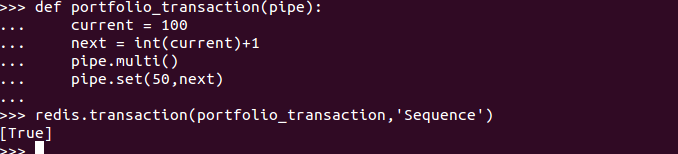 >>> def portfolio_transaction(pipe):
...     current = 100
...     next = int(current)+1
...     pipe.multi()
...     pipe.set(50,next)
...
>>> redis.transaction(portfolio_transaction,'Sequence')
[True]
>>>